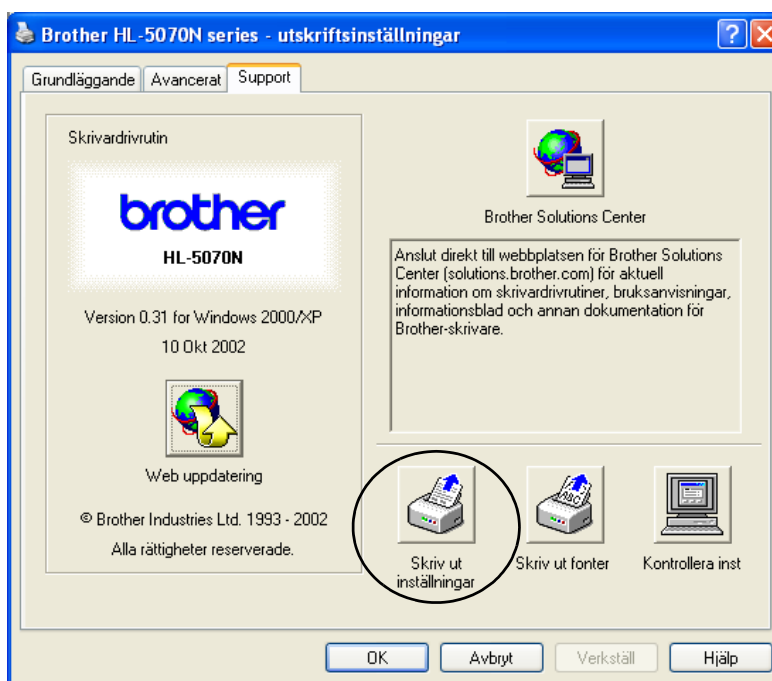 Brother HL-5070N series - utskriftsinställningar
Grundläggande
Avancerat
Support
Skrivardrivrutin
brother
HL-5070N
Version 0.31 for Windows 2000/XP
10 Okt 2002
Web uppdatering
© Brother Industries Ltd. 1993 - 2002
Alla rättigheter reserverade.
Brother Solutions Center
Anslut direkt till webbplatsen för Brother Solutions
Center (solutions.brother.com) för aktuell
information om skrivardrivrutiner, bruksanvisningar,
informationsblad och annan dokumentation för
Brother-skrivare.
Skriv ut
inställningar
Skriv ut fonter
Kontrollera inst
OK
Avbryt
Verkställ
Hjälp